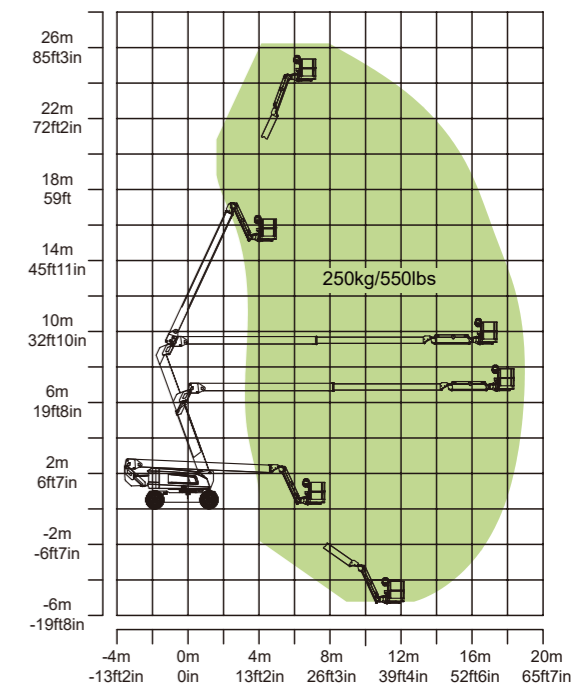 26m
85ft3in
22m
72ft2in
18m
59ft
14m
45ft11in
250kg/550lbs
10m
32ft10in
6m
19ft8in
2m
6ft7in
-2m
-6ft7in
-6m
-19ft8in
-4m 0m 4m 8m 12m 16m 20m
-13ft2in 0in 13ft2in 26ft3in 39ft4in 52ft6in 65ft7in